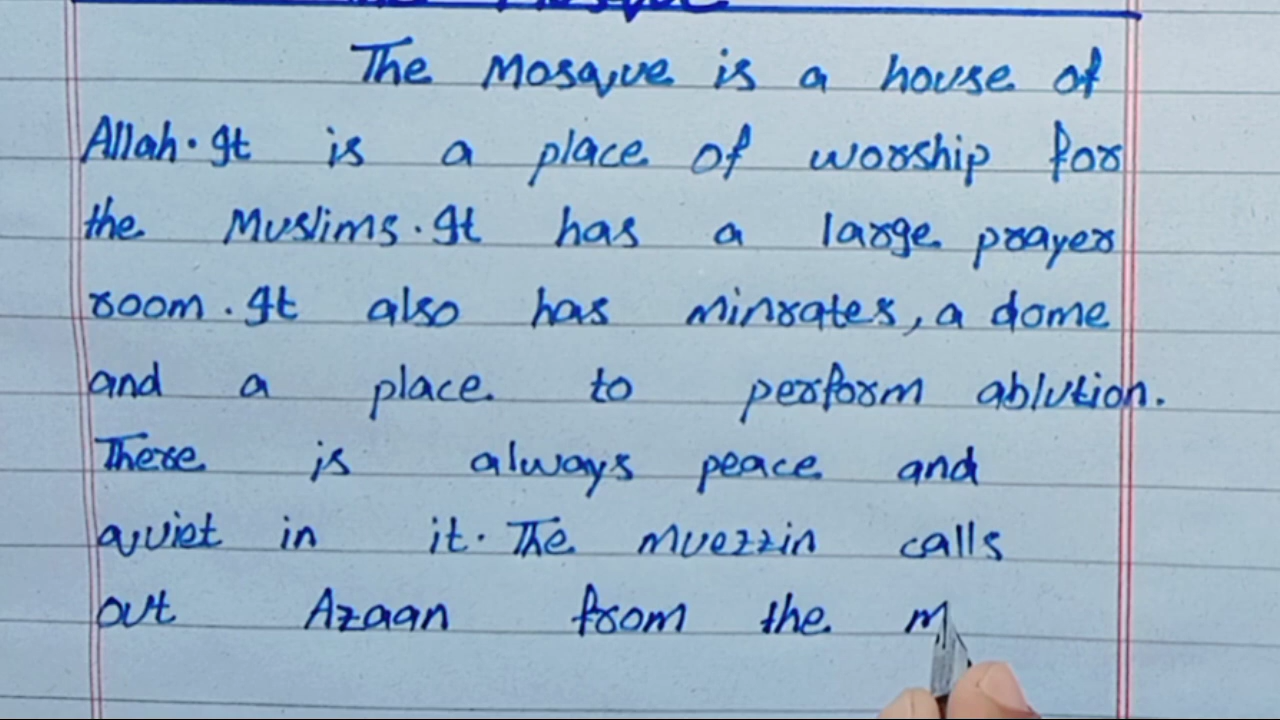 The Mosque
The Mosque is a house of
Allah. It is a place of worship for
the Muslims. It has a large prayer
room. It also has minrates, a dome
and a place to perform ablution.
There is always peace and
quiet in it. The muezzin calls
out Azaan from the m